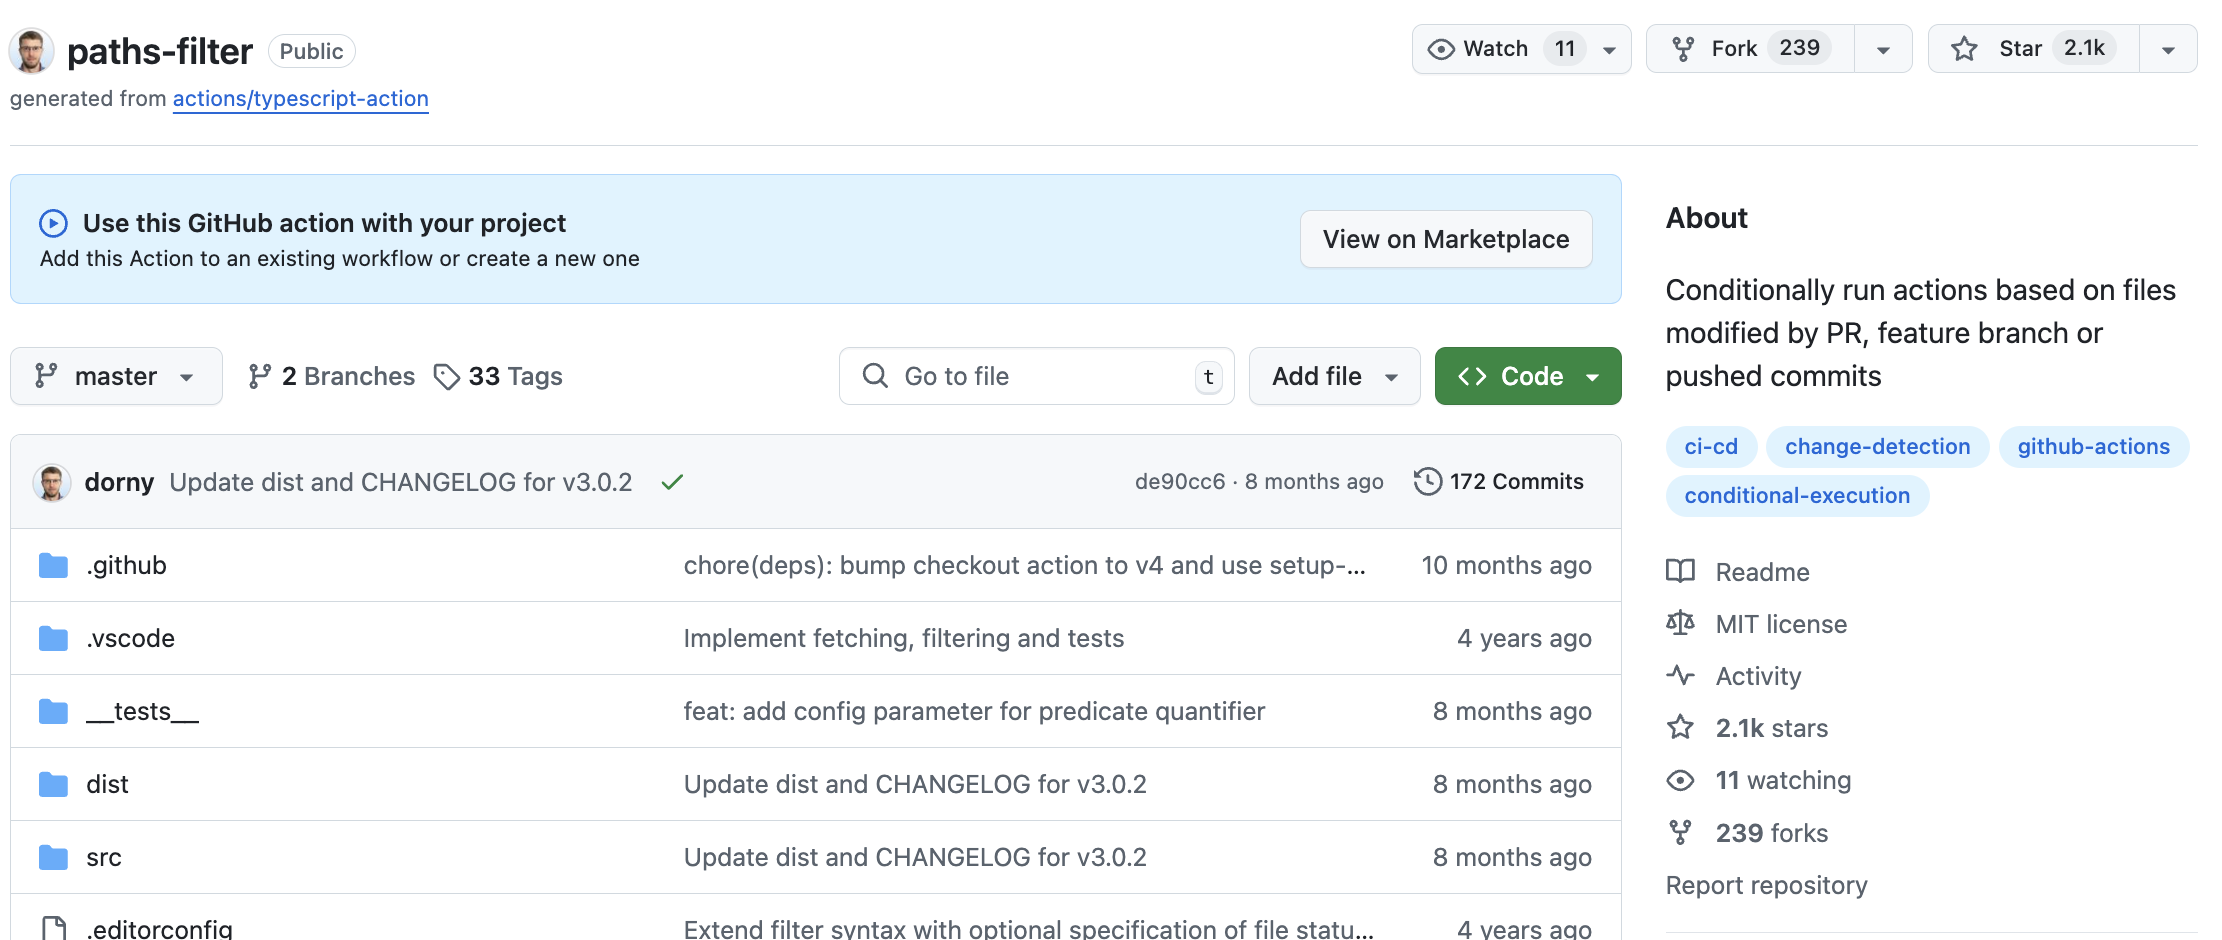 paths-filter Public
Watch 11 Fork 239 Star 2.1k
generated from actions/typescript-action
Use this GitHub action with your project
Add this Action to an existing workflow or create a new one
View on Marketplace
master 2 Branches 33 Tags Go to file t Add file Code
dorny Update dist and CHANGELOG for v3.0.2 de90cc6 · 8 months ago 172 Commits
.github chore(deps): bump checkout action to v4 and use setup-... 10 months ago
.vscode Implement fetching, filtering and tests 4 years ago
__tests__ feat: add config parameter for predicate quantifier 8 months ago
dist Update dist and CHANGELOG for v3.0.2 8 months ago
src Update dist and CHANGELOG for v3.0.2 8 months ago
.editorconfig Extend filter syntax with optional specification of file statu... 4 years ago
About
Conditionally run actions based on files
modified by PR, feature branch or
pushed commits
ci-cd change-detection github-actions
conditional-execution
Readme
MIT license
Activity
2.1k stars
11 watching
239 forks
Report repository